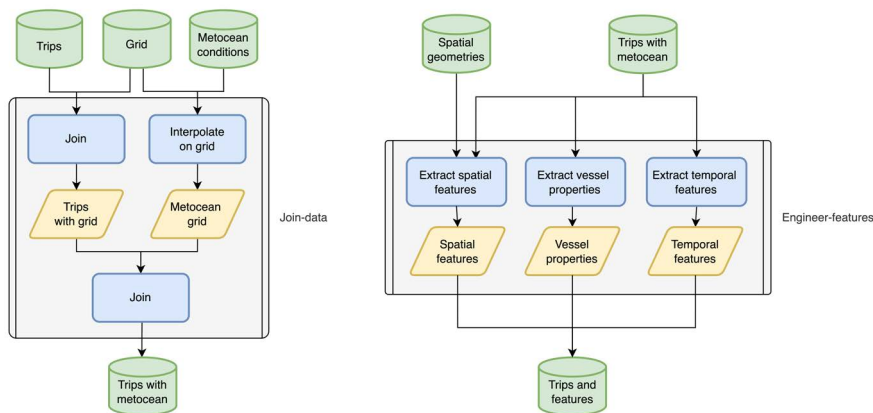 Trips
Grid
Metocean
conditions
Join
Interpolate
on grid
Trips
with grid
Metocean
grid
Join
Join-data
Trips with
metocean
Spatial
geometries
Trips with
metocean
Extract spatial
features
Extract vessel
properties
Extract temporal
features
Spatial
features
Vessel
properties
Temporal
features
Engineer-features
Trips and
features